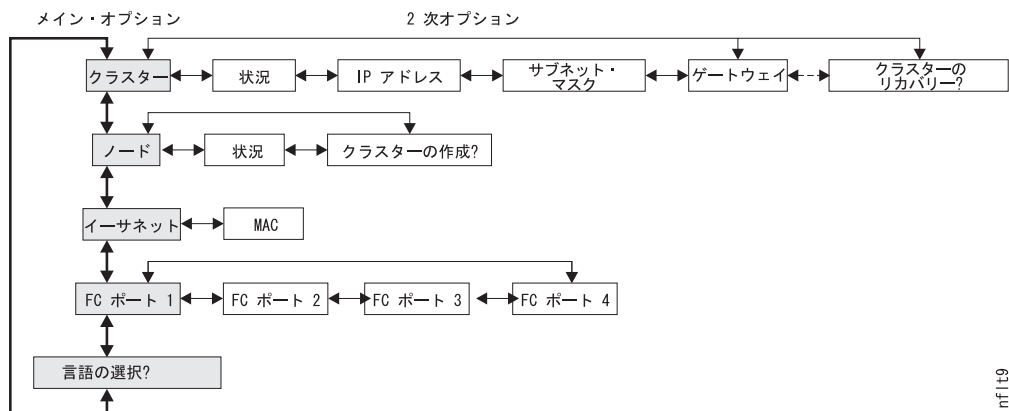 メイン・オプション
2 次オプション
クラスター
状況
IP アドレス
サブネット・
マスク
ゲートウェイ
クラスターの
リカバリー?
ノード
状況
クラスターの作成?
イーサネット
MAC
FC ポート 1
FC ポート 2
FC ポート 3
FC ポート 4
言語の選択?
nflt9